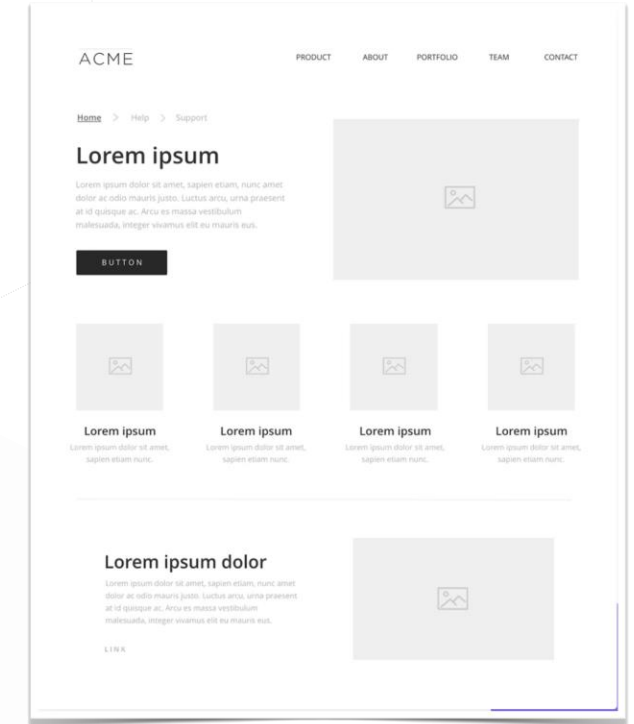 ACME
PRODUCT ABOUT PORTFOLIO TEAM CONTACT
Home > Help > Support
Lorem ipsum
Lorem ipsum dolor sit amet, sapien etiam, nunc amet
dolor ac odio mauris justo. Luctus arcu, urna praesent
at id quisque ac. Arcu es massa vestibulum
malesuada, integer vivamus elit eu mauris eus.
BUTTON
Lorem ipsum
Lorem ipsum dolor sit amet,
sapien etiam nunc.
Lorem ipsum
Lorem ipsum dolor sit amet,
sapien etiam nunc.
Lorem ipsum
Lorem ipsum dolor sit amet,
sapien etiam nunc.
Lorem ipsum
Lorem ipsum dolor sit amet,
sapien etiam nunc.
Lorem ipsum dolor
Lorem ipsum dolor sit amet, sapien etiam, nunc amet
dolor ac odio mauris justo. Luctus arcu, urna praesent
at id quisque ac. Arcu es massa vestibulum
malesuada, integer vivamus elit eu mauris eus.
LINK